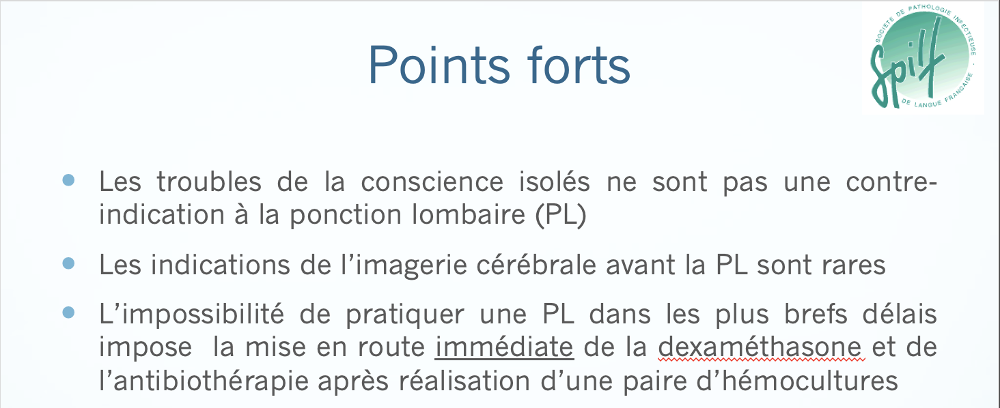 SOCIÉTÉ DE PATHOLOGIE INFECTIEUSE
Spilf
DE LANGUE FRANÇAISE
Points forts
Les troubles de la conscience isolés ne sont pas une contre-
indication à la ponction lombaire (PL)
Les indications de l’imagerie cérébrale avant la PL sont rares
L’impossibilité de pratiquer une PL dans les plus brefs délais
impose la mise en route immédiate de la dexaméthasone et de
l’antibiothérapie après réalisation d’une paire d’hémocultures